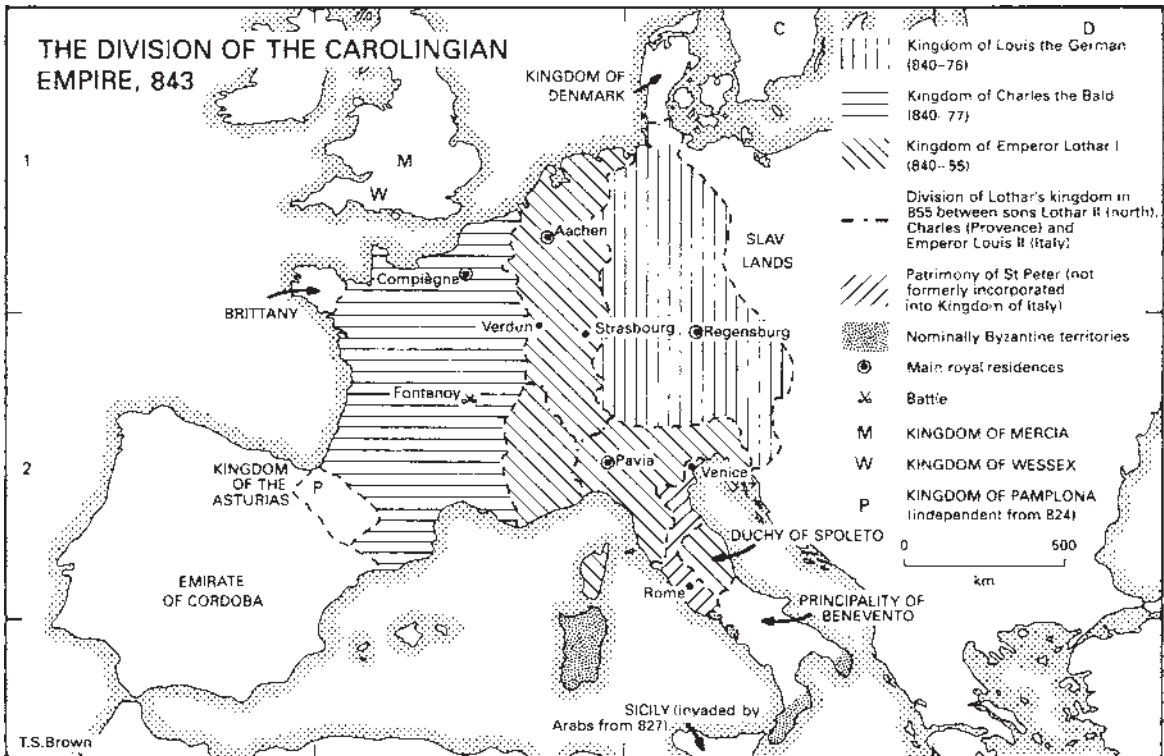 THE DIVISION OF THE CAROLINGIAN
EMPIRE, 843
C
D
1
2
KINGDOM OF
DENMARK
M
W
Aachen
Compiègne
BRITTANY
Verdun
Strasbourg
Regensburg
SLAV
LANDS
Fontenoy
Pavia
Venice
KINGDOM
OF THE
ASTURIAS
P
EMIRATE
OF CORDOBA
DUCHY OF SPOLETO
Rome
PRINCIPALITY OF
BENEVENTO
SICILY (invaded by
Arabs from 827)
T.S.Brown
Kingdom of Louis the German
(840-76)
Kingdom of Charles the Bald
(840-77)
Kingdom of Emperor Lothar I
(840-55)
Division of Lothar's kingdom in
855 between sons Lothar II (north),
Charles (Provence) and
Emperor Louis II (Italy)
Patrimony of St Peter (not
formerly incorporated
into Kingdom of Italy)
Nominally Byzantine territories
Main royal residences
Battle
M KINGDOM OF MERCIA
W KINGDOM OF WESSEX
P KINGDOM OF PAMPLONA
(independent from 824)
0 500
km